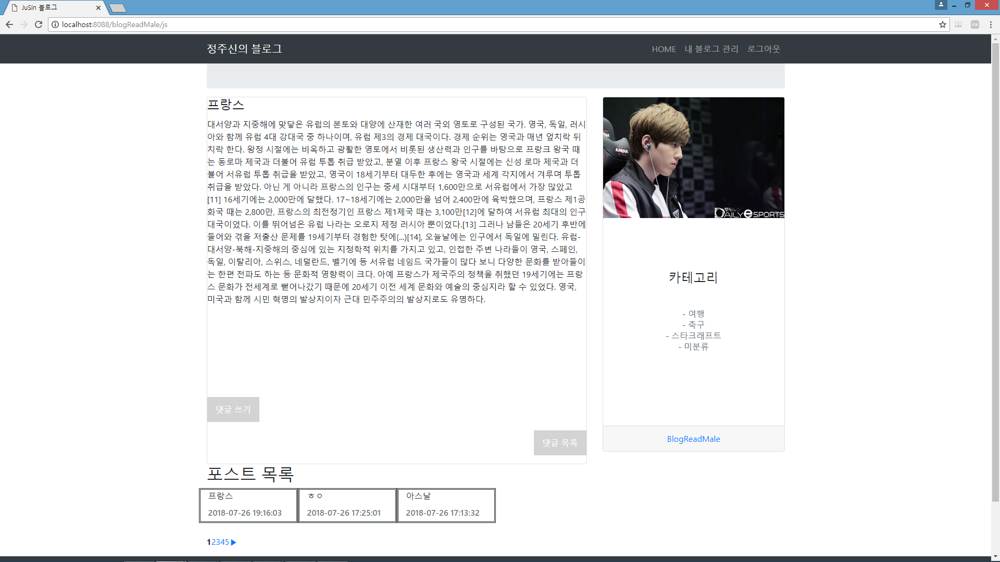 JuSin 블로그
localhost:8088/blogReadMale/js
정주신의 블로그
HOME 내 블로그 관리 로그아웃
프랑스
대서양과 지중해에 맞닿은 유럽의 본토와 대양에 산재한 여러 국외 영토로 구성된 국가. 영국, 독일, 러시
아와 함께 유럽 4대 강대국 중 하나이며, 유럽 제3의 경제 대국이다. 경제 순위는 영국과 매년 엎치락 뒤
치락 한다. 왕정 시절에는 비옥하고 광활한 영토에서 비롯된 생산력과 인구를 바탕으로 프랑크 왕국 때
는 동로마 제국과 더불어 유럽 투톱 취급 받았고, 분열 이후 프랑스 왕국 시절에는 신성 로마 제국과 더
불어 서유럽 투톱 취급을 받았고, 영국이 18세기부터 대두한 후에는 영국과 세계 각지에서 겨루며 투톱
취급을 받았다. 아닌 게 아니라 프랑스의 인구는 중세 시대부터 1,600만으로 서유럽에서 가장 많았고
[11] 16세기에는 2,000만에 달했다. 17~18세기에는 2,000만을 넘어 2,400만에 육박했으며, 프랑스 제1공
화국 때는 2,800만, 프랑스의 최전정기인 프랑스 제1제국 때는 3,100만[12]에 달하여 서유럽 최대의 인구
대국이었다. 이를 뛰어넘은 유럽 나라는 오로지 제정 러시아 뿐이었다.[13] 그러나 남들은 20세기 후반에
들어와 겪을 저출산 문제를 19세기부터 경험한 탓에(...)[14], 오늘날에는 인구에서 독일에 밀린다. 유럽-
대서양-북해-지중해의 중심에 있는 지정학적 위치를 가지고 있고, 인접한 주변 나라들이 영국, 스페인,
독일, 이탈리아, 스위스, 네덜란드, 벨기에 등 서유럽 네임드 국가들이 많다 보니 다양한 문화를 받아들이
는 한편 전파도 하는 등 문화적 영향력이 크다. 아예 프랑스가 제국주의 정책을 취했던 19세기에는 프랑
스 문화가 전세계로 뻗어나갔기 때문에 20세기 이전 세계 문화와 예술의 중심지라 할 수 있었다. 영국,
미국과 함께 시민 혁명의 발상지이자 근대 민주주의의 발상지로도 유명하다.
댓글 쓰기
댓글 목록
ARENA
DAILYeSPORTS
카테고리
- 여행
- 축구
- 스타크래프트
- 미분류
BlogReadMale
포스트 목록
프랑스 ㅎㅇ 아스날
2018-07-26 19:16:03 2018-07-26 17:25:01 2018-07-26 17:13:32
12345▶